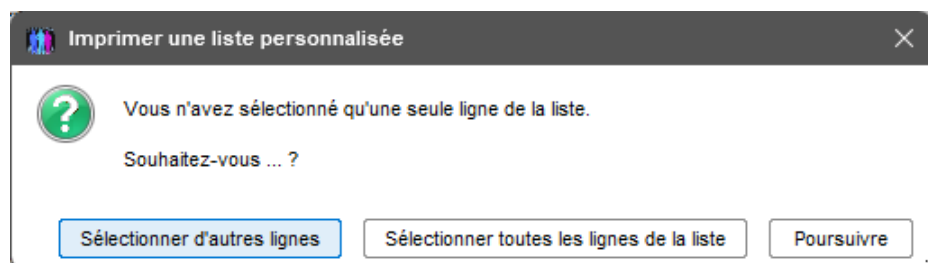 Imprimer une liste personnalisée
Vous n'avez sélectionné qu'une seule ligne de la liste.
Souhaitez-vous ... ?
Sélectionner d'autres lignes
Sélectionner toutes les lignes de la liste
Poursuivre
.